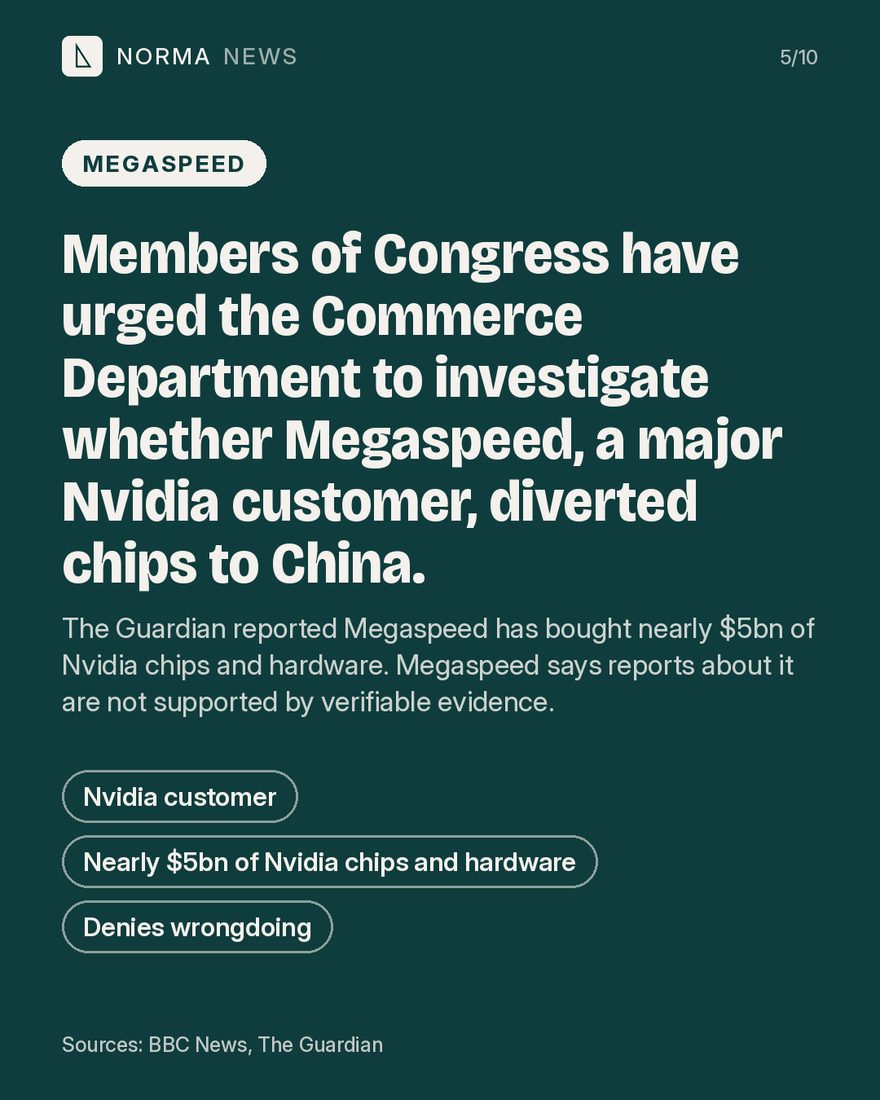 NORMA NEWS
5/10
MEGASPEED
Members of Congress have
urged the Commerce
Department to investigate
whether Megaspeed, a major
Nvidia customer, diverted
chips to China.
The Guardian reported Megaspeed has bought nearly $5bn of
Nvidia chips and hardware. Megaspeed says reports about it
are not supported by verifiable evidence.
Nvidia customer
Nearly $5bn of Nvidia chips and hardware
Denies wrongdoing
Sources: BBC News, The Guardian